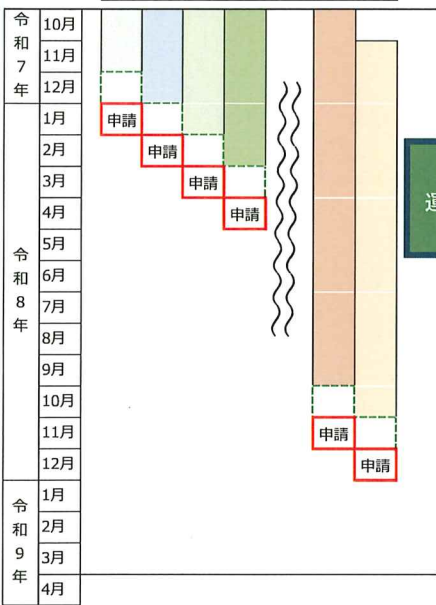 令和7年
10月
11月
12月
令和8年
1月
申請
2月
申請
3月
申請
4月
申請
5月
6月
7月
8月
9月
10月
11月
申請
12月
申請
令和9年
1月
2月
3月
4月
運